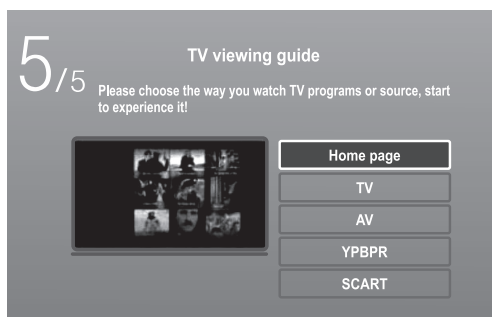 5/5
TV viewing guide
Please choose the way you watch TV programs or source, start
to experience it!
Home page
TV
AV
YPBPR
SCART